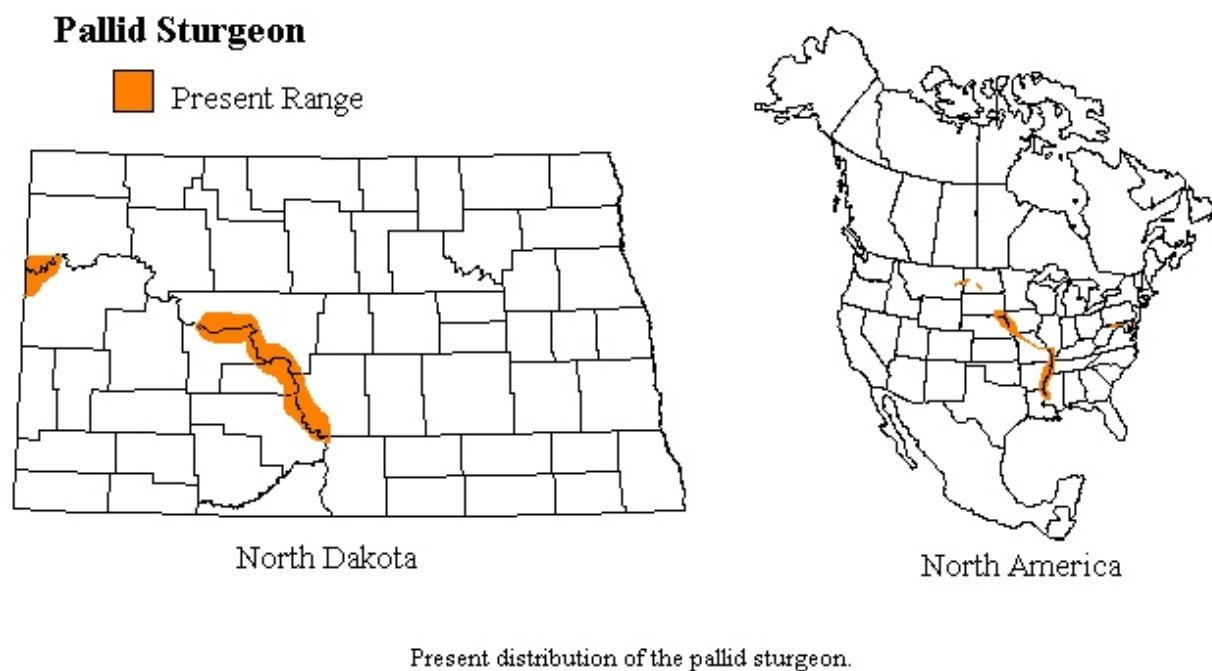 Pallid Sturgeon
Present Range
North Dakota
North America
Present distribution of the pallid sturgeon.